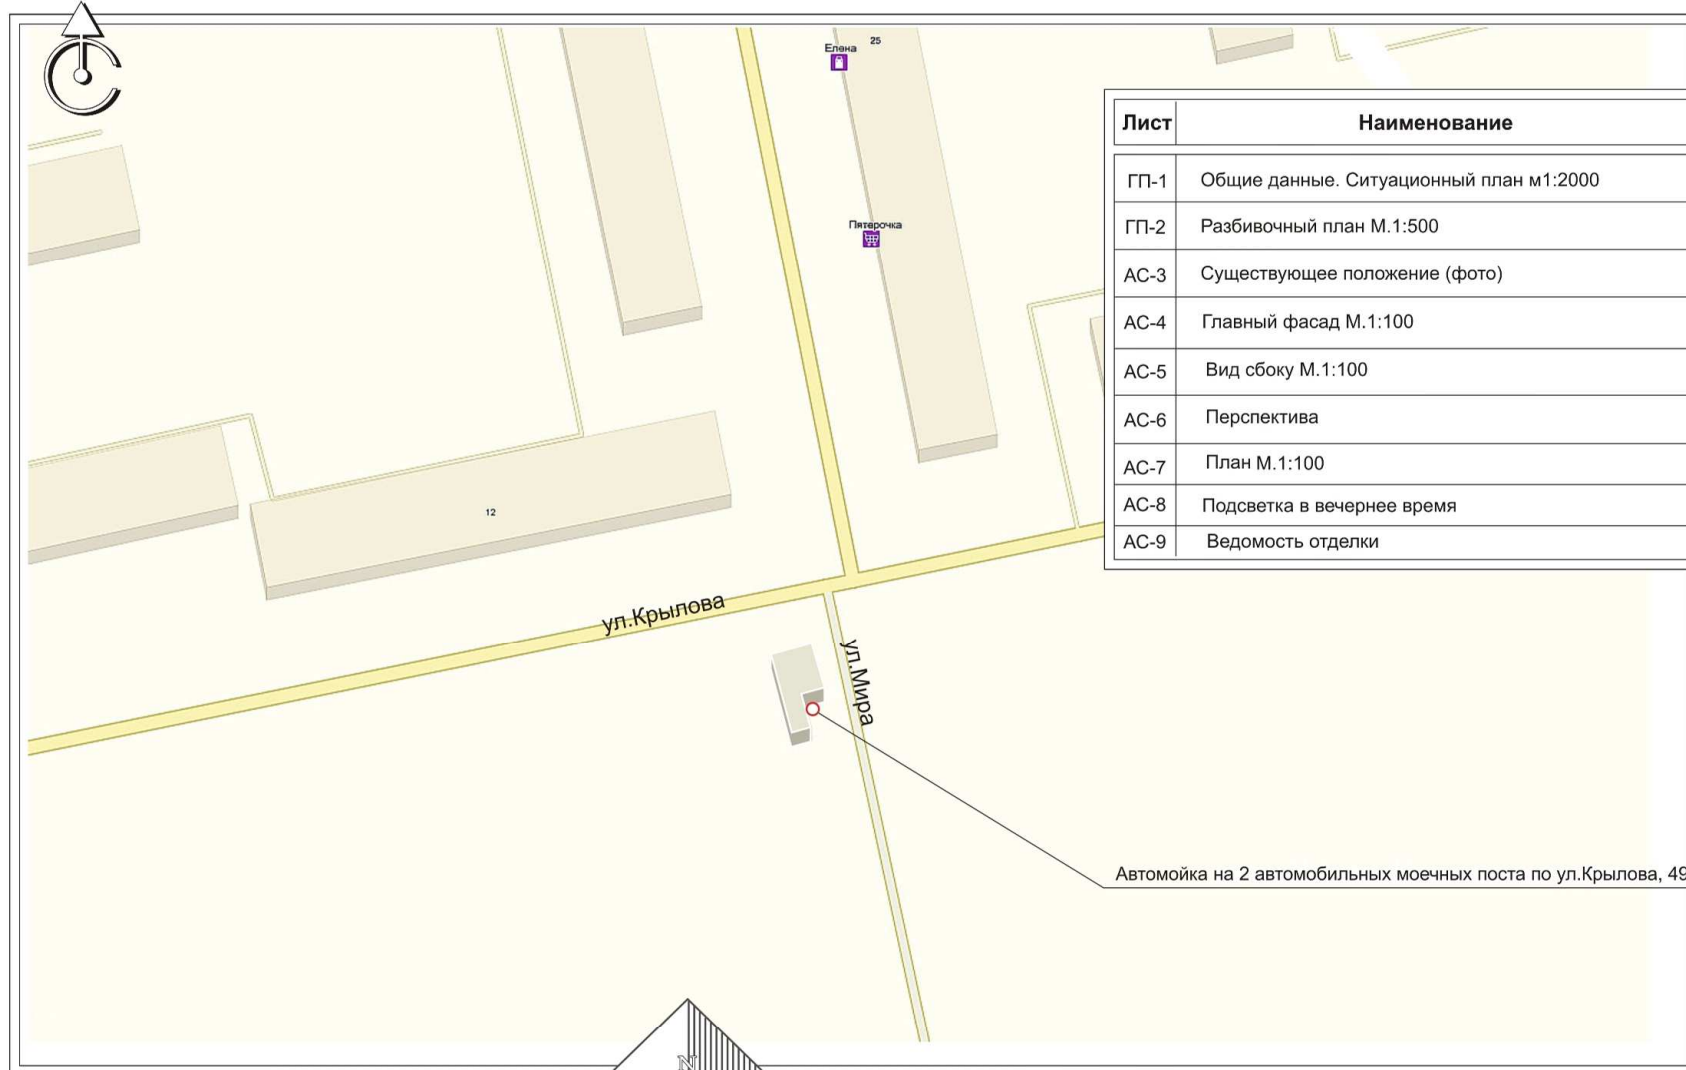 Елена
25
Пятерочка
12
ул.Крылова
ул.Мира
Лист Наименование
ГП-1 Общие данные. Ситуационный план м1:2000
ГП-2 Разбивочный план М.1:500
АС-3 Существующее положение (фото)
АС-4 Главный фасад М.1:100
АС-5 Вид сбоку М.1:100
АС-6 Перспектива
АС-7 План М.1:100
АС-8 Подсветка в вечернее время
АС-9 Ведомость отделки
Автомойка на 2 автомобильных моечных поста по ул.Крылова, 49
N